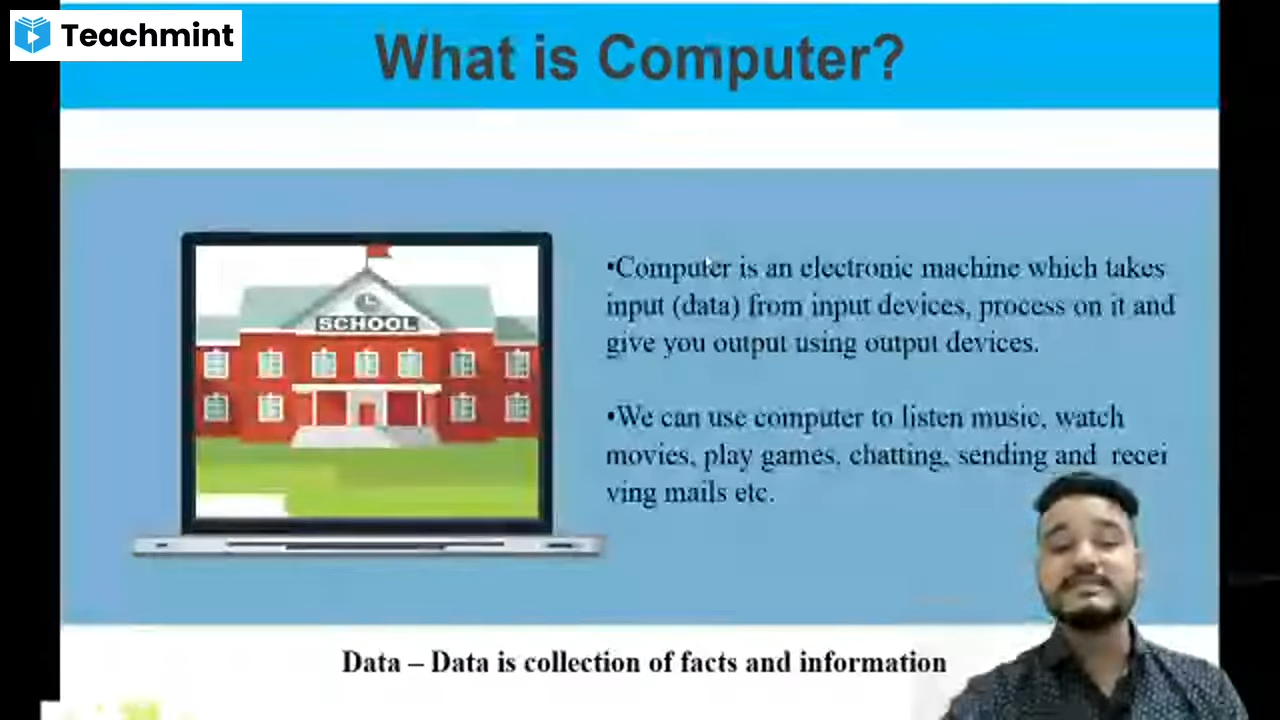 Teachmint
What is Computer?
SCHOOL
•Computer is an electronic machine which takes
input (data) from input devices, process on it and
give you output using output devices.
•We can use computer to listen music, watch
movies, play games, chatting, sending and recei
ving mails etc.
Data – Data is collection of facts and information